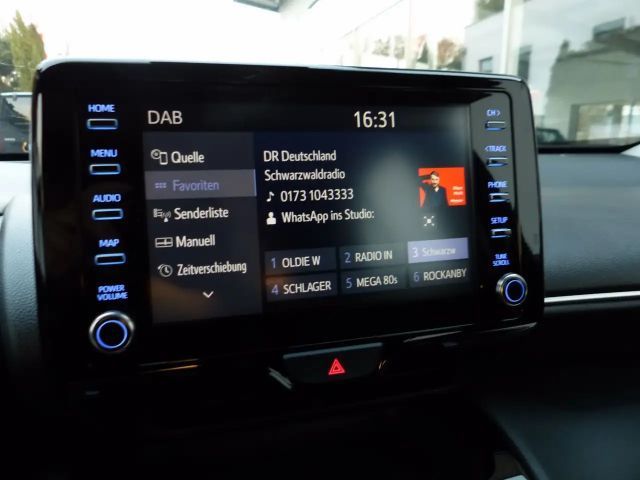 HOME
MENU
AUDIO
MAP
POWER
VOLUME
DAB
16:31
Quelle
Favoriten
Senderliste
Manuell
Zeitverschiebung
DR Deutschland
Schwarzwaldradio
0173 1043333
WhatsApp ins Studio:
1 OLDIE W
2 RADIO IN
3 Schwarzw
4 SCHLAGER
5 MEGA 80s
6 ROCKANBY
CH >
< TRACK
PHONE
SETUP
TUNE
SCROLL